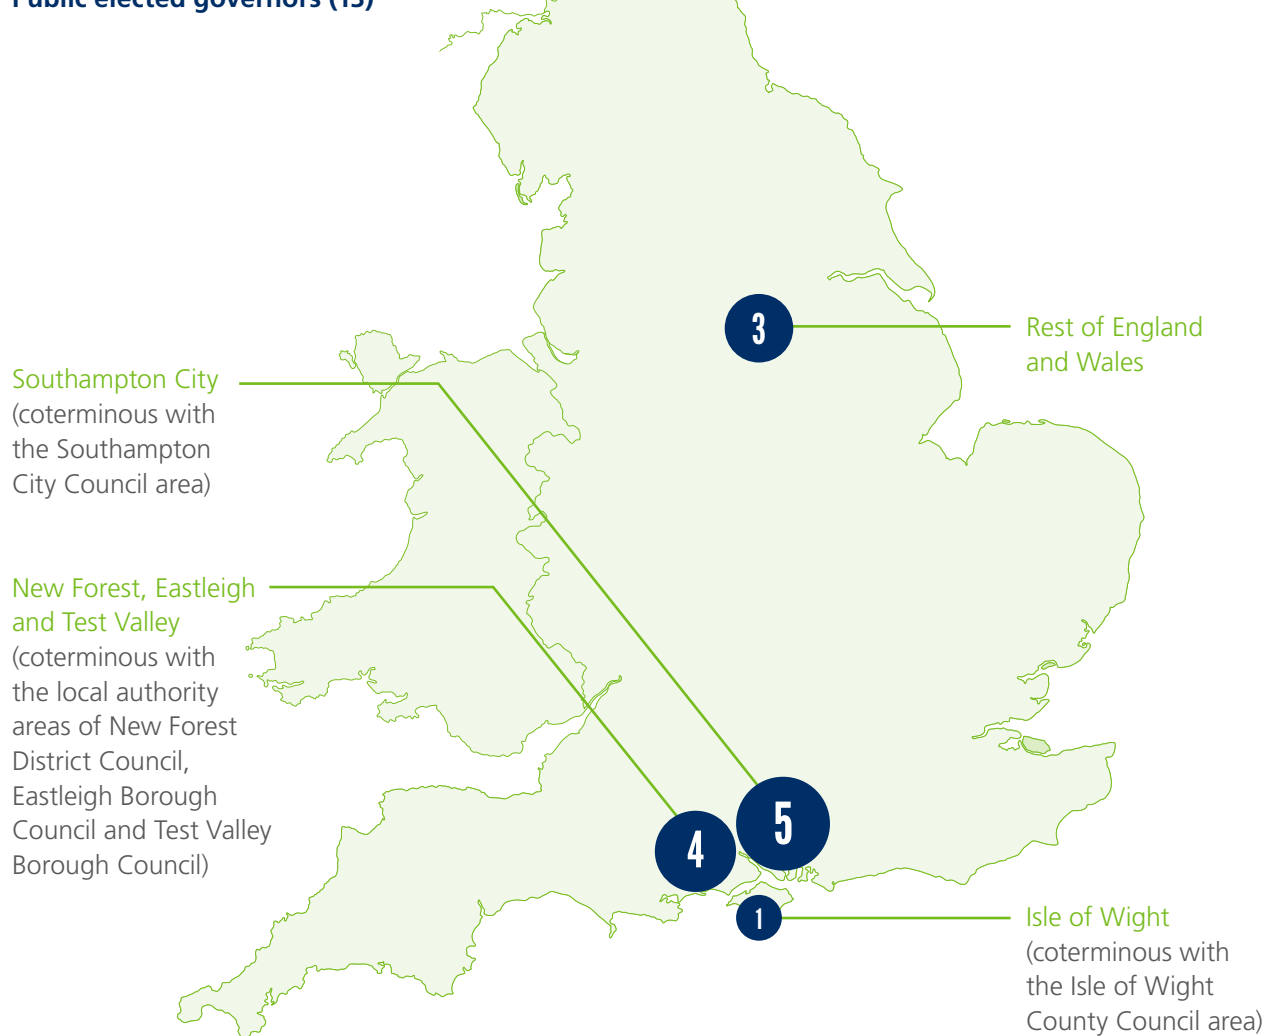 Public elected governors (13)
3
Rest of England
and Wales
Southampton City
(coterminous with
the Southampton
City Council area)
New Forest, Eastleigh
and Test Valley
(coterminous with
the local authority
areas of New Forest
District Council,
Eastleigh Borough
Council and Test Valley
Borough Council)
5
4
1
Isle of Wight
(coterminous with
the Isle of Wight
County Council area)